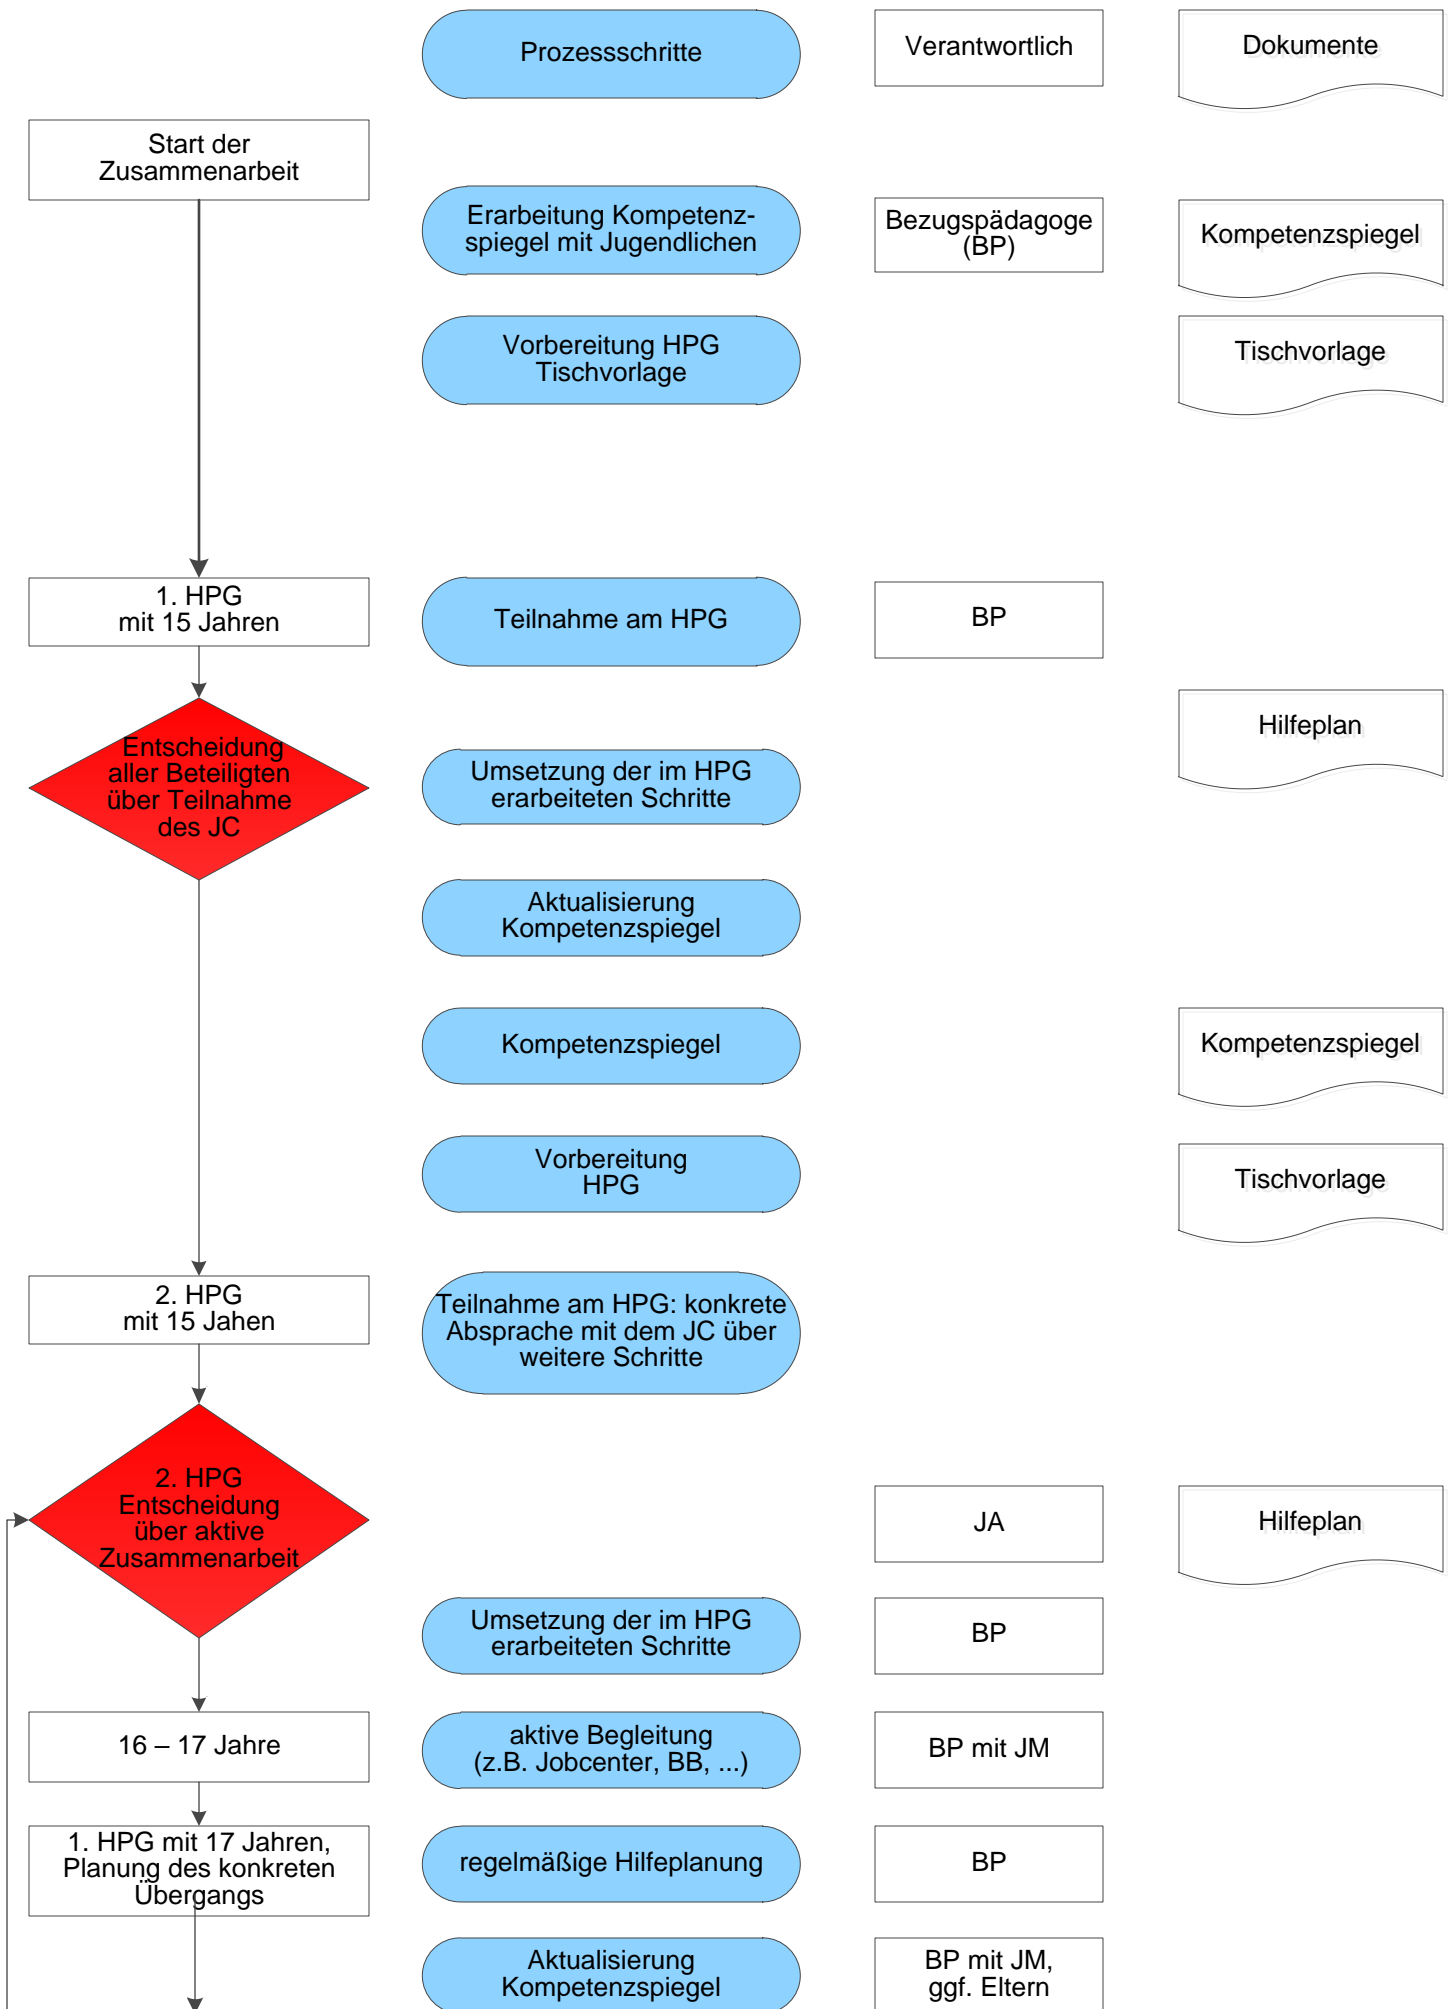 Prozessschritte
Verantwortlich
Dokumente
Start der
Zusammenarbeit
Erarbeitung Kompetenz-
spiegel mit Jugendlichen
Bezugspädagoge
(BP)
Kompetenzspiegel
Vorbereitung HPG
Tischvorlage
Tischvorlage
1. HPG
mit 15 Jahren
Teilnahme am HPG
BP
Hilfeplan
Entscheidung
aller Beteiligten
über Teilnahme
des JC
Umsetzung der im HPG
erarbeiteten Schritte
Aktualisierung
Kompetenzspiegel
Kompetenzspiegel
Kompetenzspiegel
Vorbereitung
HPG
Tischvorlage
2. HPG
mit 15 Jahen
Teilnahme am HPG: konkrete
Absprache mit dem JC über
weitere Schritte
2. HPG
Entscheidung
über aktive
Zusammenarbeit
JA
Hilfeplan
Umsetzung der im HPG
erarbeiteten Schritte
BP
16 – 17 Jahre
aktive Begleitung
(z.B. Jobcenter, BB, ...)
BP mit JM
1. HPG mit 17 Jahren,
Planung des konkreten
Übergangs
regelmäßige Hilfeplanung
BP
Aktualisierung
Kompetenzspiegel
BP mit JM,
ggf. Eltern